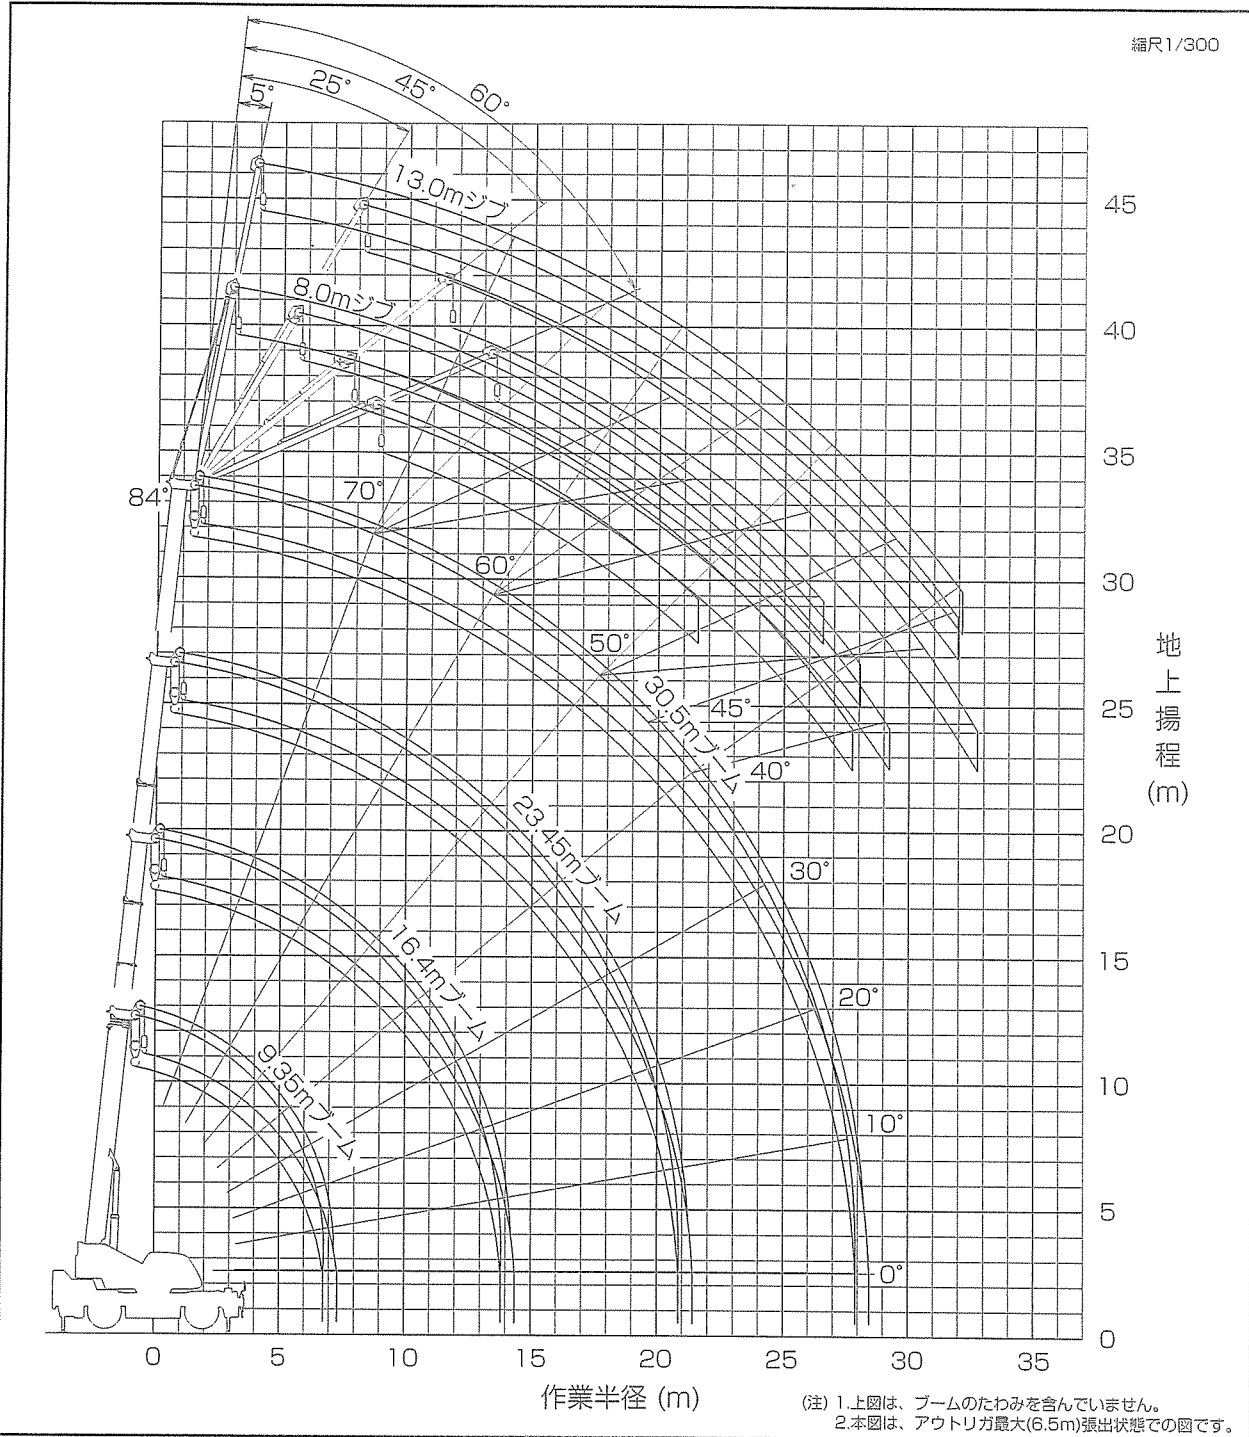 縮尺1/300
5°
25°
45°
60°
13.0mジブ
8.0mジブ
84°
70°
60°
50°
45°
40°
30°
20°
10°
0°
30.5mブーム
23.45mブーム
16.4mブーム
9.35mブーム
45
40
35
30
25
20
15
10
5
0
地上揚程
(m)
0 5 10 15 20 25 30 35
作業半径 (m)
(注) 1.上図は、ブームのたわみを含んでいません。
2.本図は、アウトリガ最大(6.5m)張出状態での図です。